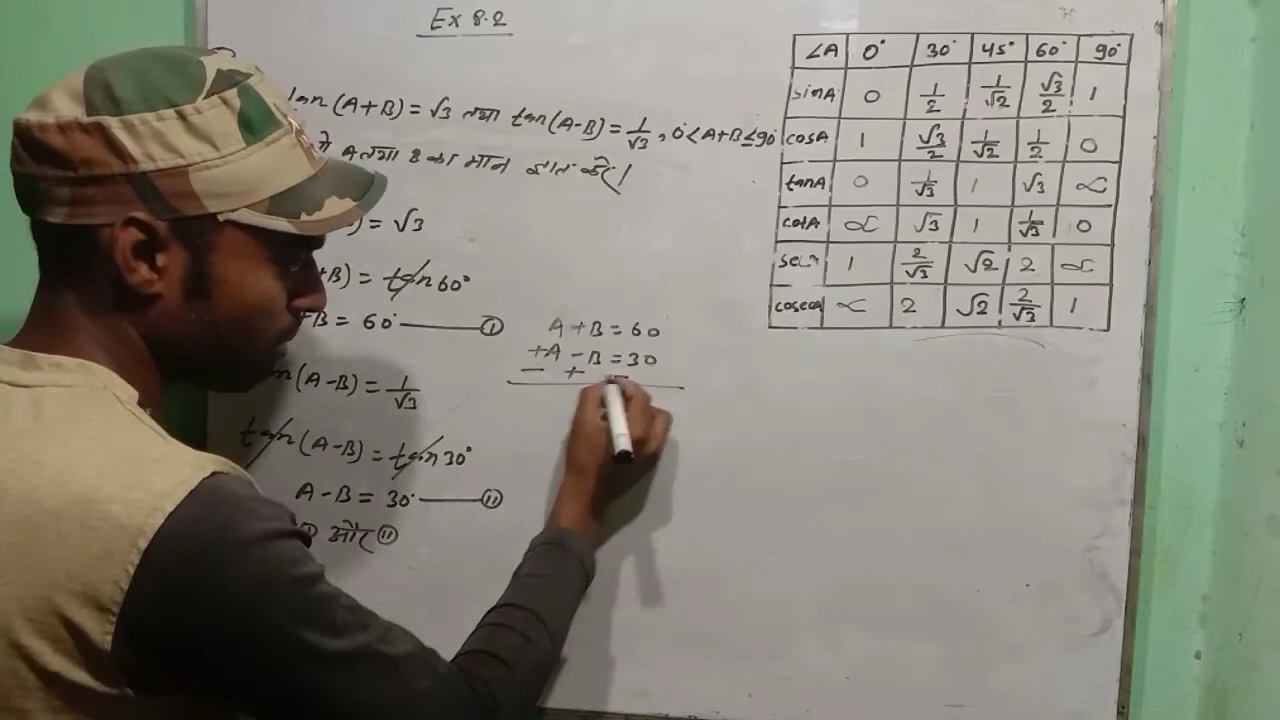 Ex 8.2
tan(A+B) = √3 तथा tan(A-B) = 1/√3, 0° < A+B ≤ 90°
A तथा B का मान ज्ञात करें।
) = √3
+B) = tan 60°
+B = 60° ——— (i)
(A-B) = 1/√3
tan(A-B) = tan 30°
A-B = 30° ——— (ii)
और (ii)
A+B=60
+A-B=30
- + -
∠A 0° 30° 45° 60° 90°
sinA 0 1/2 1/√2 √3/2 1
cosA 1 √3/2 1/√2 1/2 0
tanA 0 1/√3 1 √3 ∝
cotA ∝ √3 1 1/√3 0
secA 1 2/√3 √2 2 ∝
cosecA ∝ 2 √2 2/√3 1